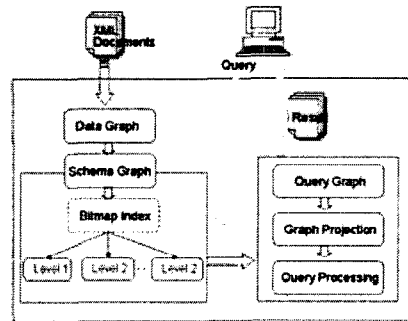 XML
Documents
Query
Result
Data Graph
Schema Graph
Query Graph
Bitmap Index
Graph Projection
Level 1
Level 2
...
Level 2
Query Processing